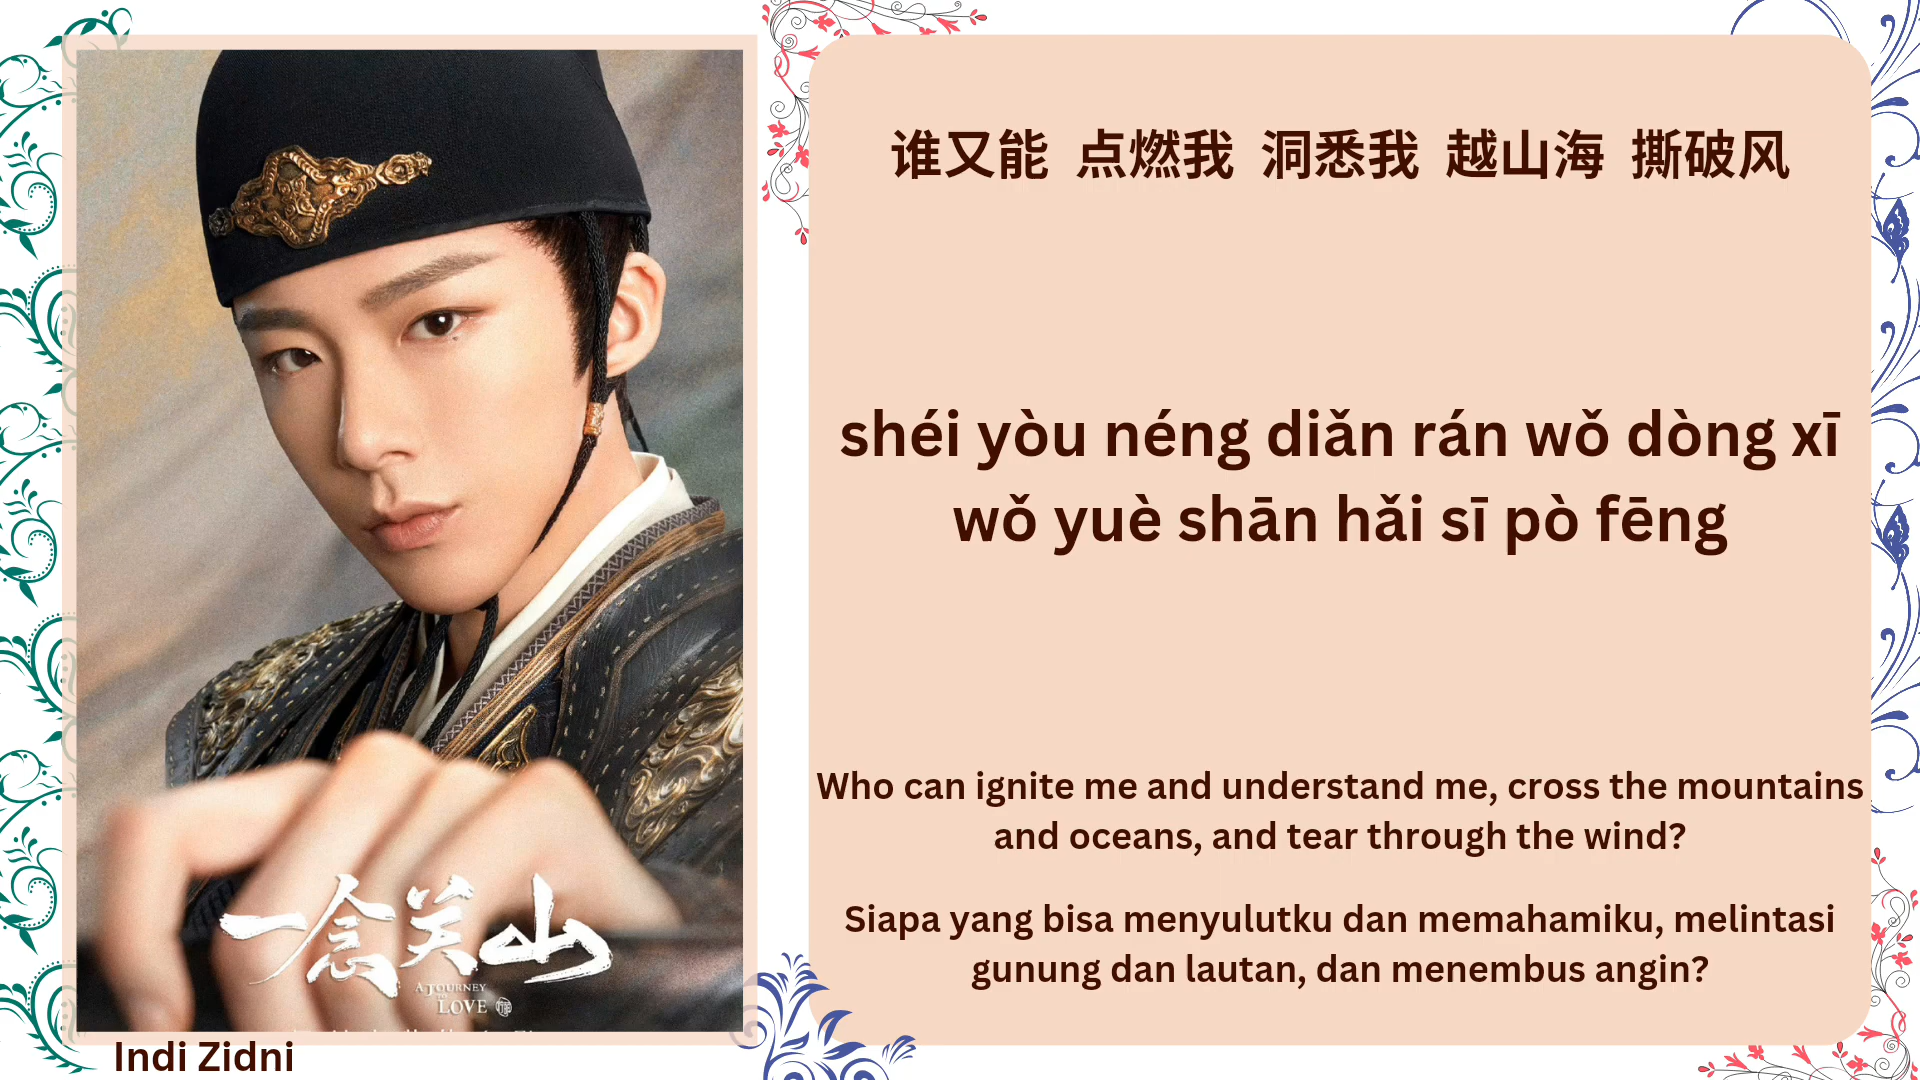 谁又能 点燃我 洞悉我 越山海 撕破风
shéi yòu néng diǎn rán wǒ dòng xī
wǒ yuè shān hǎi sī pò fēng
Who can ignite me and understand me, cross the mountains
and oceans, and tear through the wind?
Siapa yang bisa menyulutku dan memahamiku, melintasi
gunung dan lautan, dan menembus angin?
一念关山
A JOURNEY
TO
LOVE
Indi Zidni